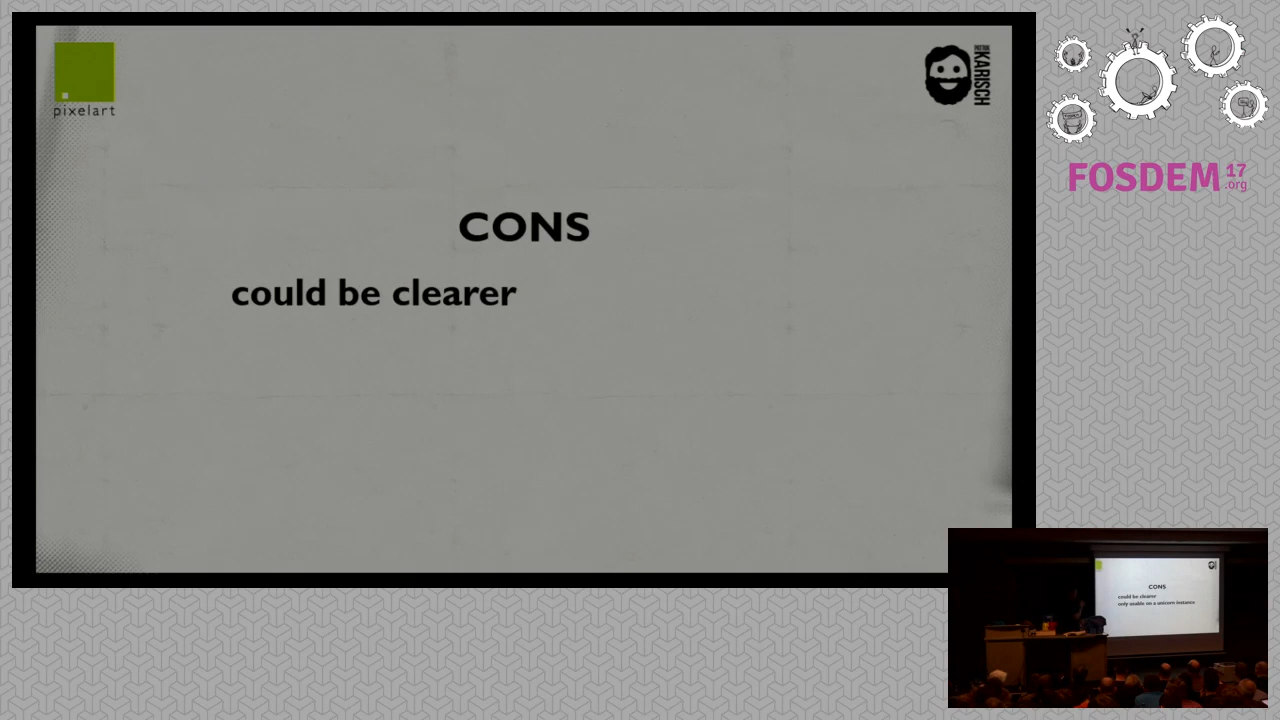 pixelart
KARISCH
CONS
could be clearer
FOSDEM 17
.org
CONS
could be clearer
only usable on a unicorn instance